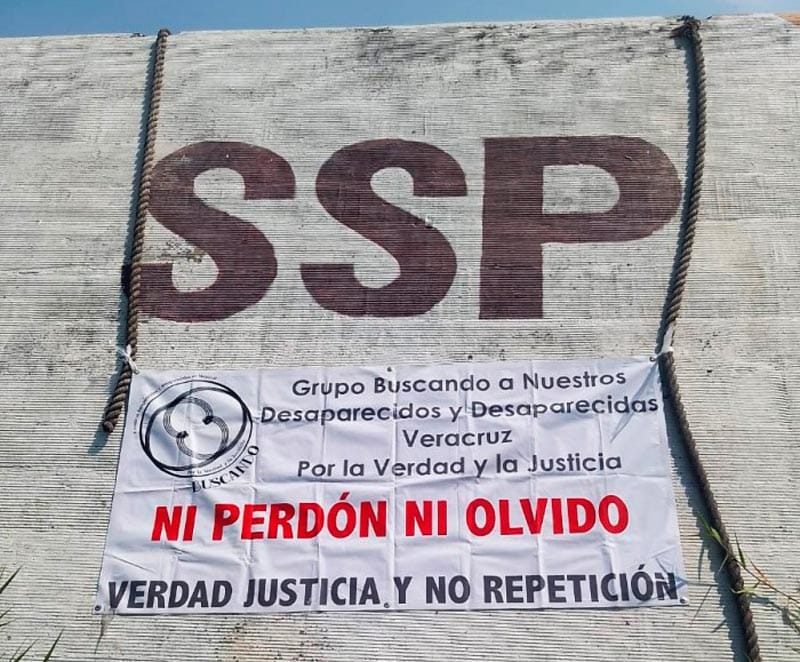 SSP
Grupo Buscando a Nuestros
Desaparecidos y Desaparecidas
Veracruz
Por la Verdad y la Justicia
BUSCANDO
NI PERDÓN NI OLVIDO
VERDAD JUSTICIA Y NO REPETICIÓN